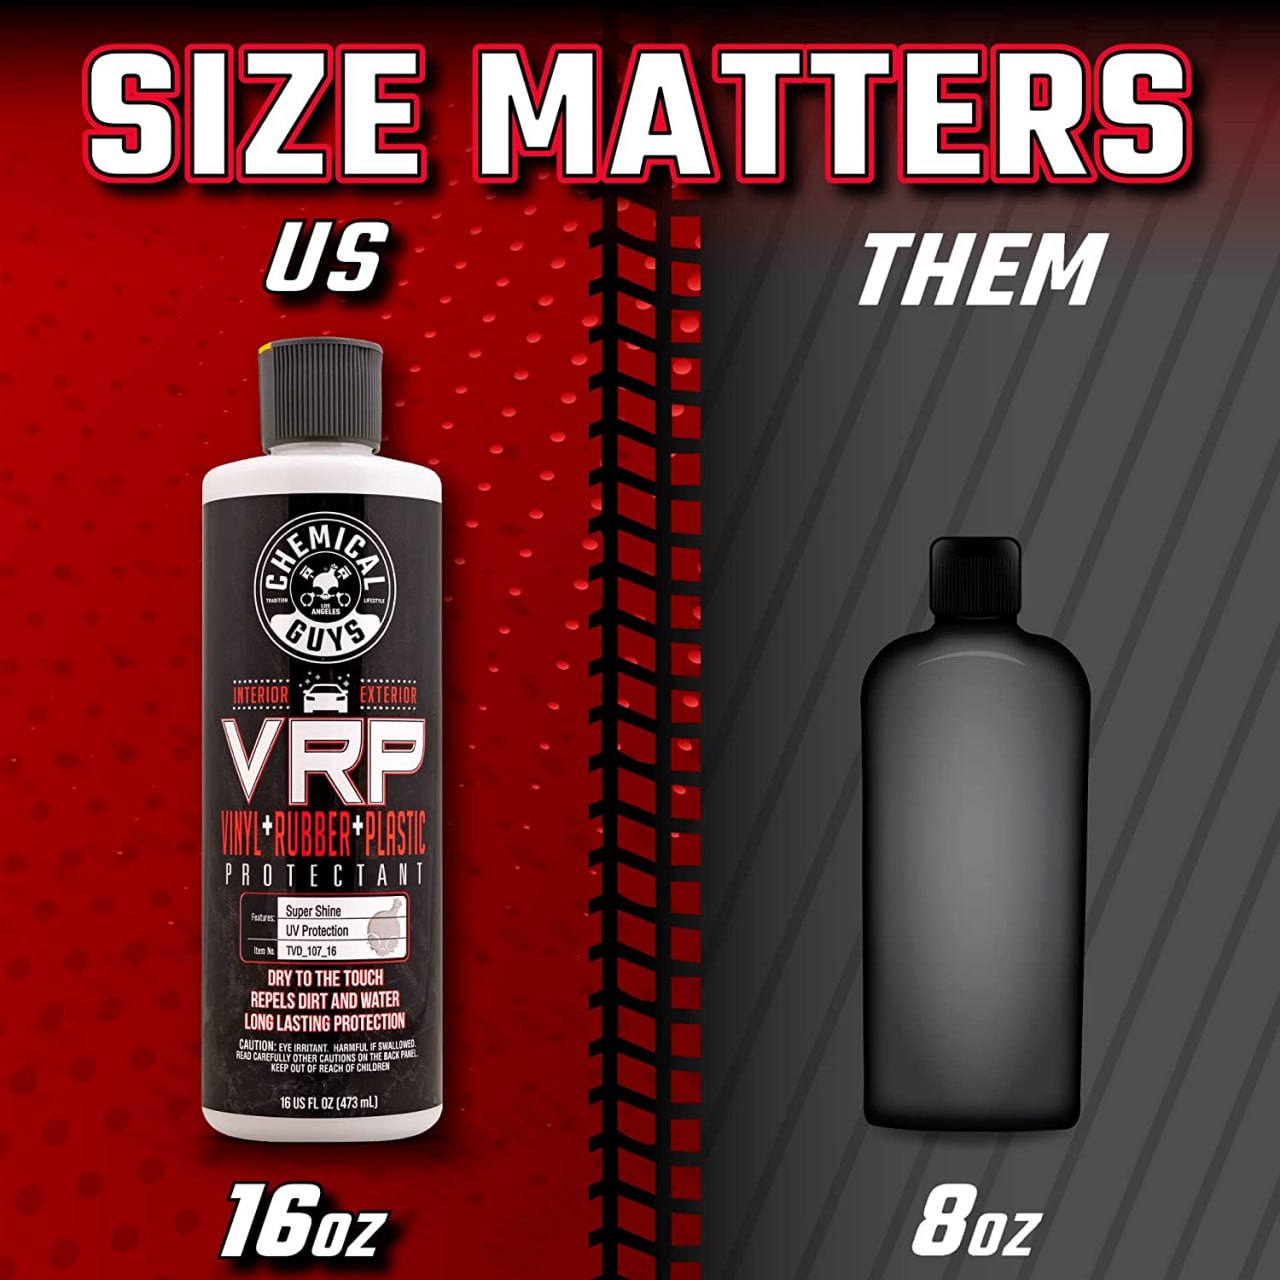 SIZE MATTERS
US
THEM
CHEMICAL
TRADITION
LIFESTYLE
LOS
ANGELES
GUYS
INTERIOR EXTERIOR
VRP
VINYL+RUBBER+PLASTIC
PROTECTANT
Features: Super Shine
UV Protection
Item No. TVD_107_16
DRY TO THE TOUCH
REPELS DIRT AND WATER
LONG LASTING PROTECTION
CAUTION: EYE IRRITANT. HARMFUL IF SWALLOWED.
READ CAREFULLY OTHER CAUTIONS ON THE BACK PANEL.
KEEP OUT OF REACH OF CHILDREN
16 US FL OZ (473 mL)
16OZ
8OZ